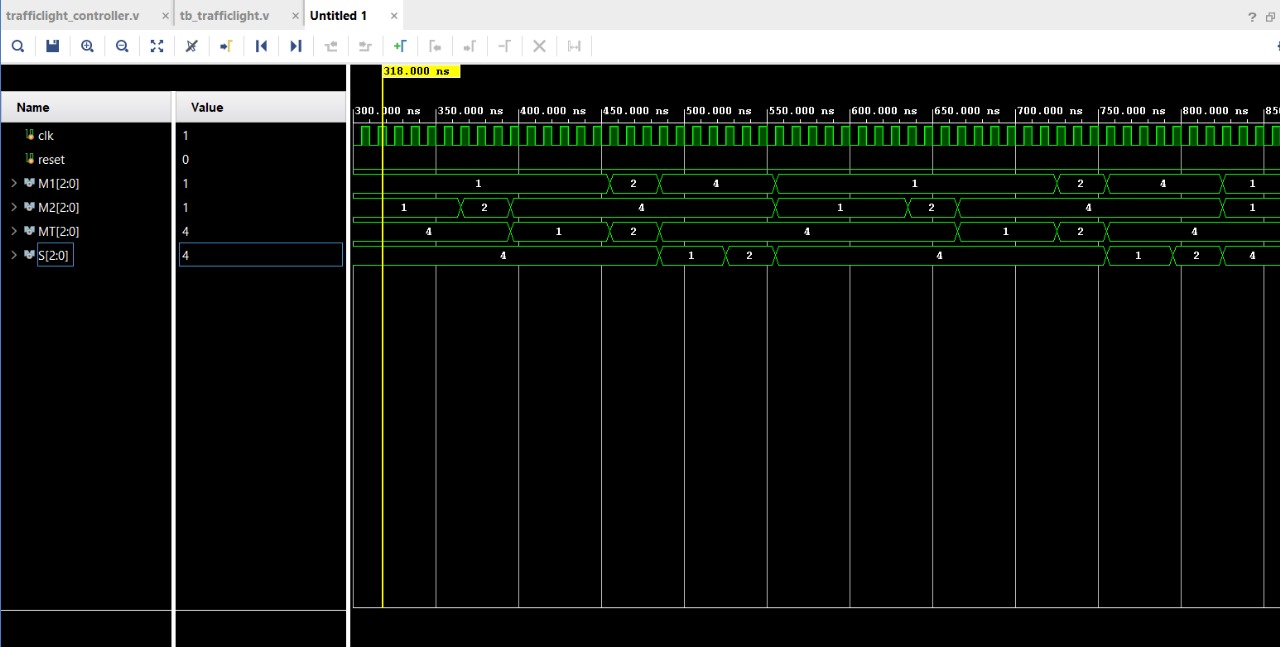 trafficlight_controller.v × tb_trafficlight.v × Untitled 1 ×
?
318.000 ns
Name Value
300.000 ns 350.000 ns 400.000 ns 450.000 ns 500.000 ns 550.000 ns 600.000 ns 650.000 ns 700.000 ns 750.000 ns 800.000 ns 850
clk 1
reset 0
M1[2:0] 1 1 2 4 1 2 4 1
M2[2:0] 1 1 2 4 1 2 4 1
MT[2:0] 4 4 1 2 4 1 2 4
S[2:0] 4 4 1 2 4 1 2 4